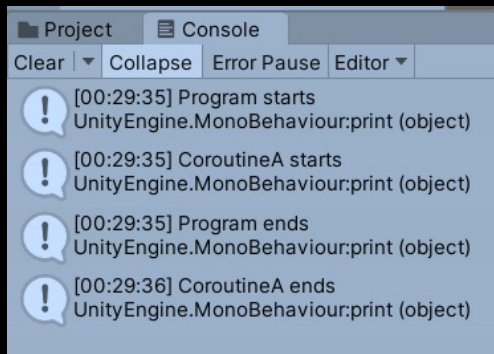 Project Console
Clear Collapse Error Pause Editor
[00:29:35] Program starts
UnityEngine.MonoBehaviour:print (object)
[00:29:35] CoroutineA starts
UnityEngine.MonoBehaviour:print (object)
[00:29:35] Program ends
UnityEngine.MonoBehaviour:print (object)
[00:29:36] CoroutineA ends
UnityEngine.MonoBehaviour:print (object)